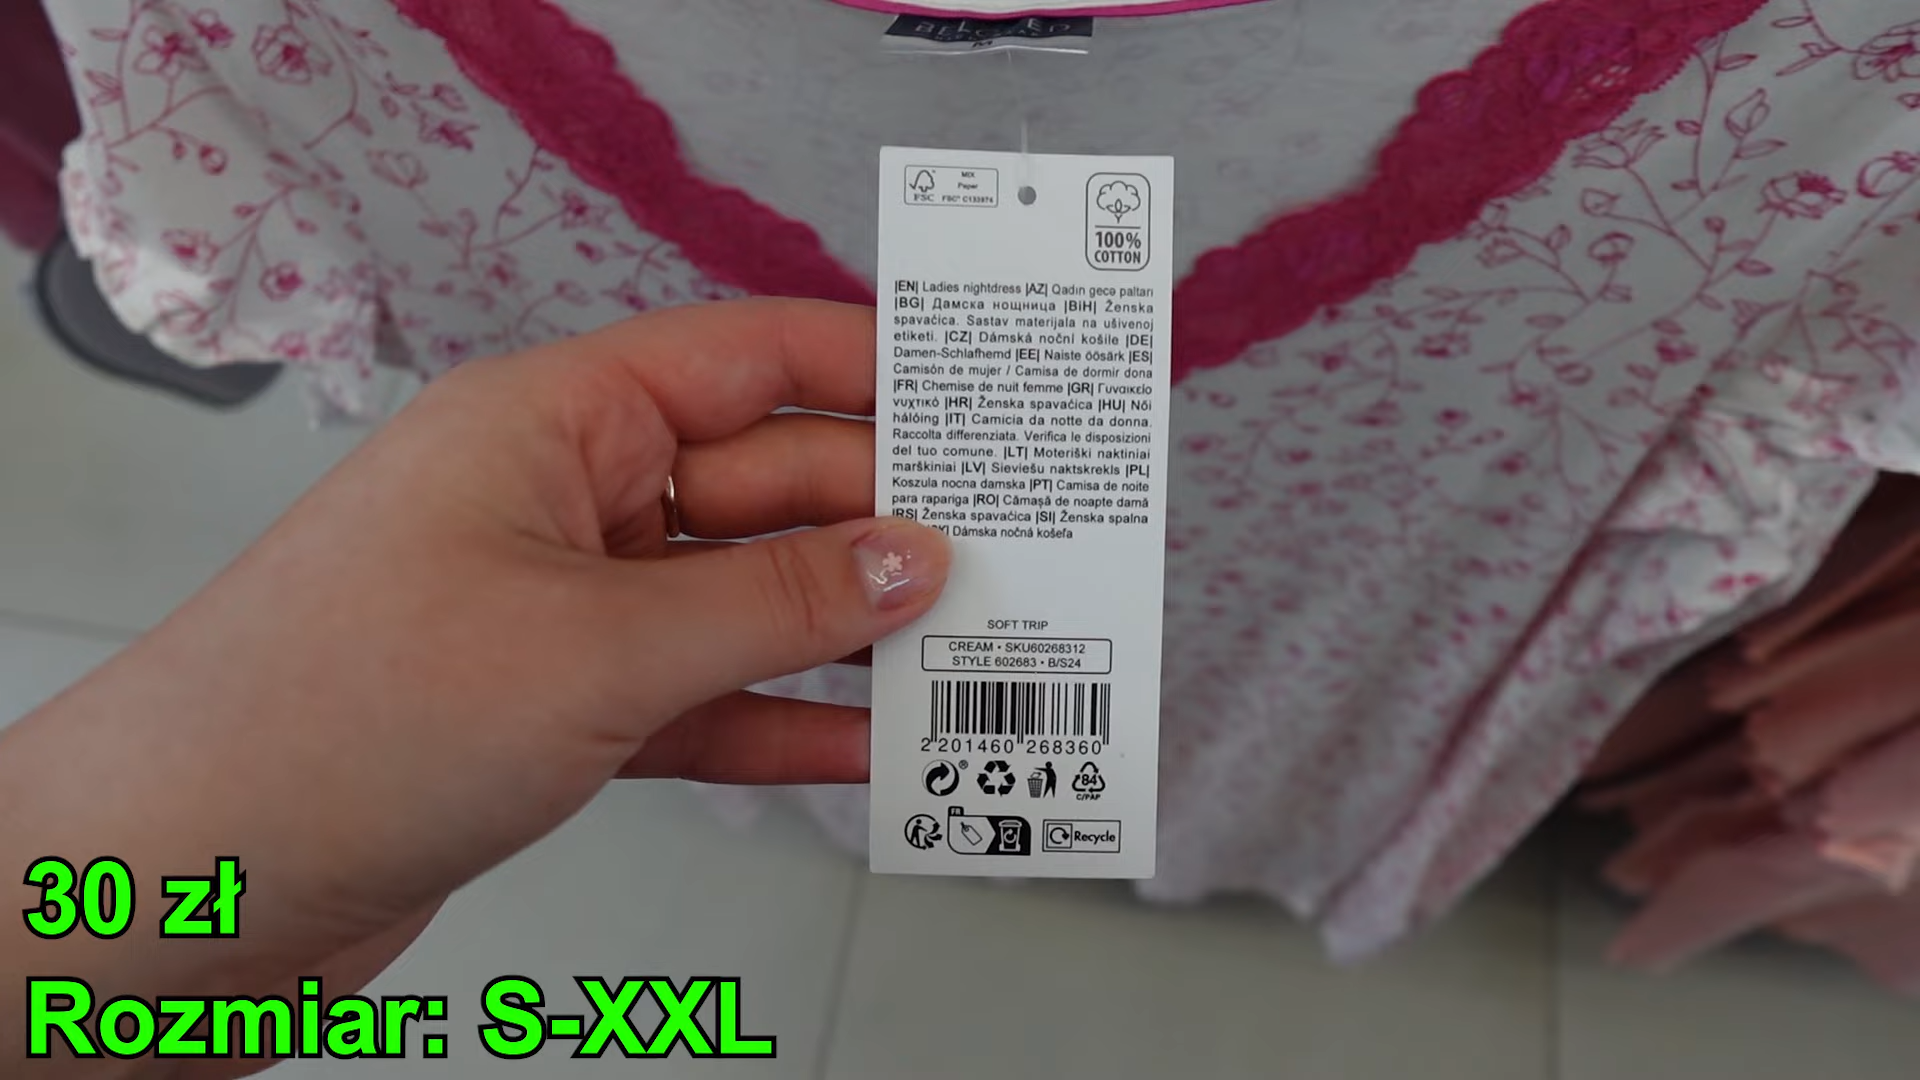 M
MIX
Paper
FSC
FSC® C133974
100%
COTTON
|EN| Ladies nightdress |AZ| Qadın gecə paltarı
|BG| Дамска нощница |BiH| Ženska
spavačica. Sastav materijala na ušivenoj
etiketi. |CZ| Dámská noční košile |DE|
Damen-Schlafhemd |EE| Naiste öösärk |ES|
Camisón de mujer / Camisa de dormir dona
|FR| Chemise de nuit femme |GR| Γυναικείο
νυχτικό |HR| Ženska spavačica |HU| Női
hálóing |IT| Camicia da notte da donna.
Raccolta differenziata. Verifica le disposizioni
del tuo comune. |LT| Moteriški naktiniai
marškiniai |LV| Sieviešu naktskrekls |PL|
Koszula nocna damska |PT| Camisa de noite
para rapariga |RO| Cămașă de noapte damă
|RS| Ženska spavaćica |SI| Ženska spalna
Dámska nočná košeľa
SOFT TRIP
CREAM • SKU60268312
STYLE 602683 • B/S24
2 201460 268360
84
C/PAP
FR
Recycle
30 zł
Rozmiar: S-XXL